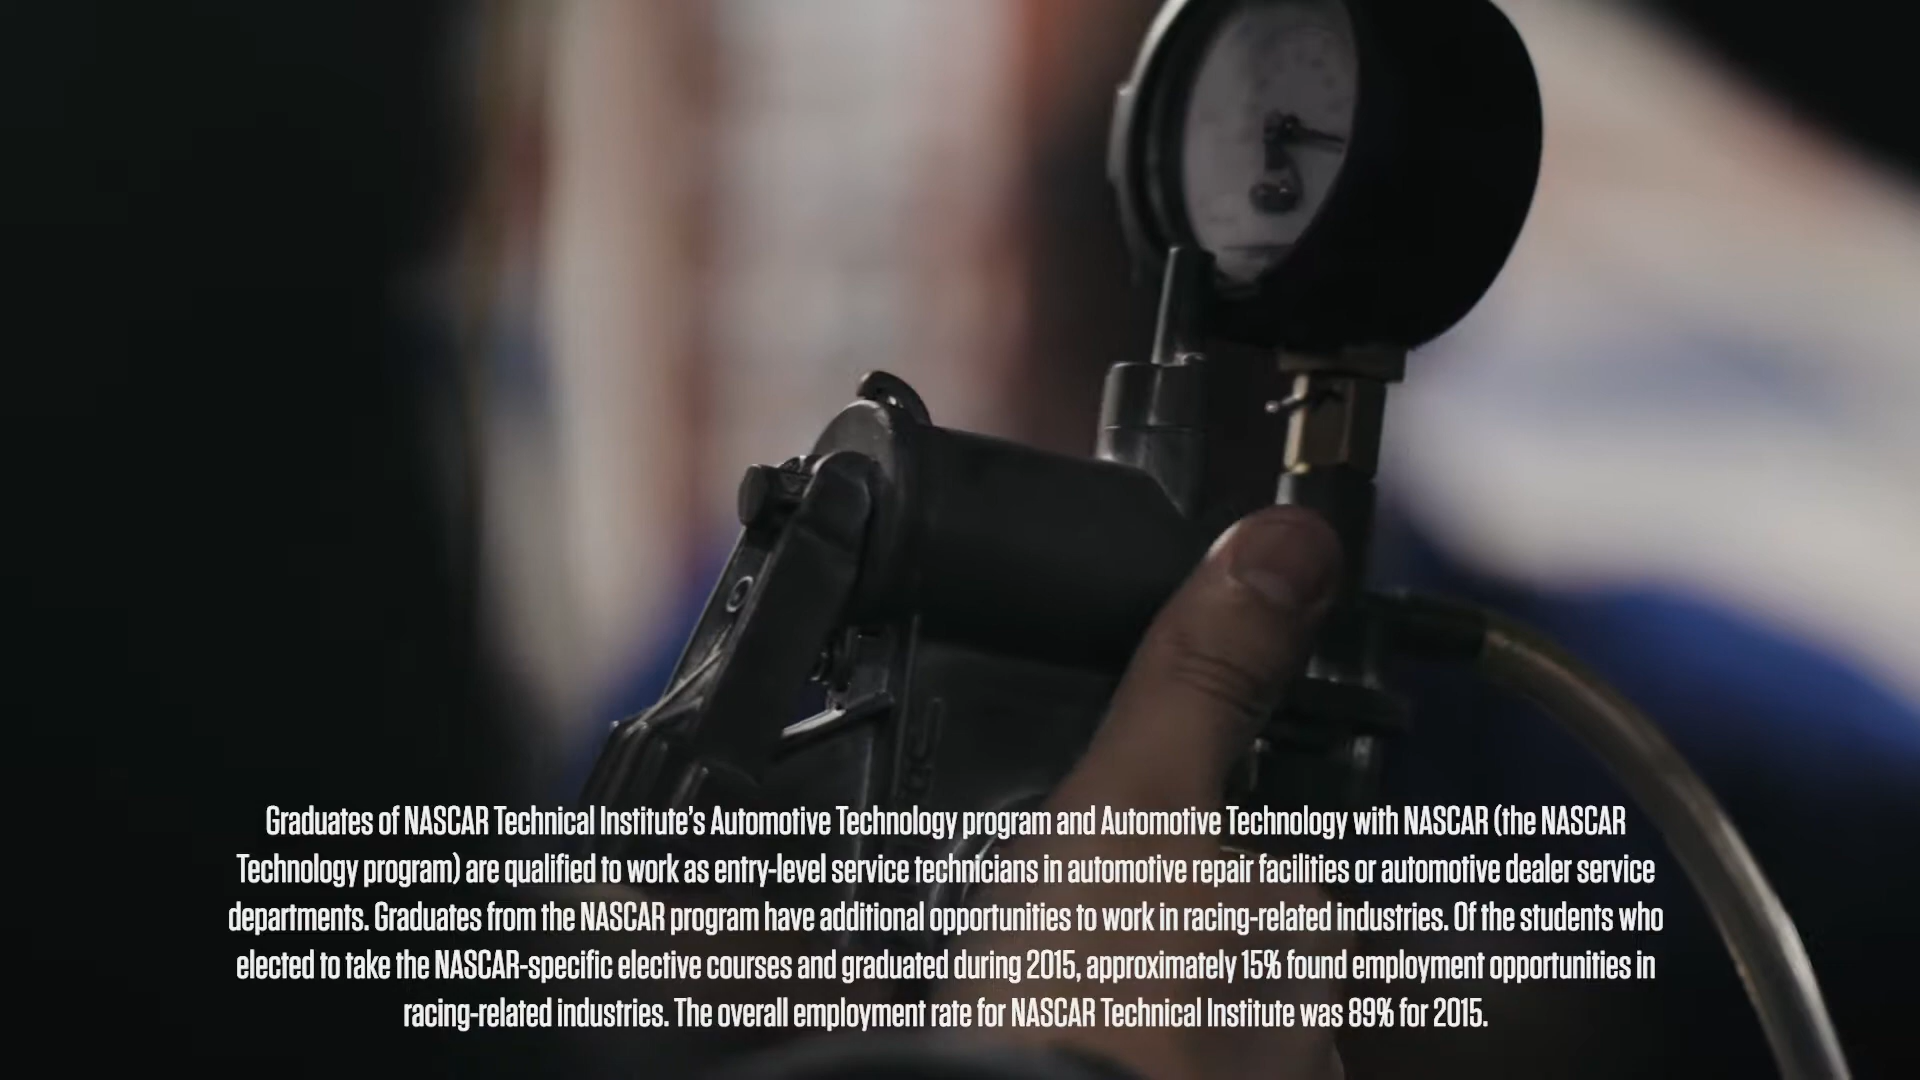 Graduates of NASCAR Technical Institute's Automotive Technology program and Automotive Technology with NASCAR (the NASCAR
Technology program) are qualified to work as entry-level service technicians in automotive repair facilities or automotive dealer service
departments. Graduates from the NASCAR program have additional opportunities to work in racing-related industries. Of the students who
elected to take the NASCAR-specific elective courses and graduated during 2015, approximately 15% found employment opportunities in
racing-related industries. The overall employment rate for NASCAR Technical Institute was 89% for 2015.